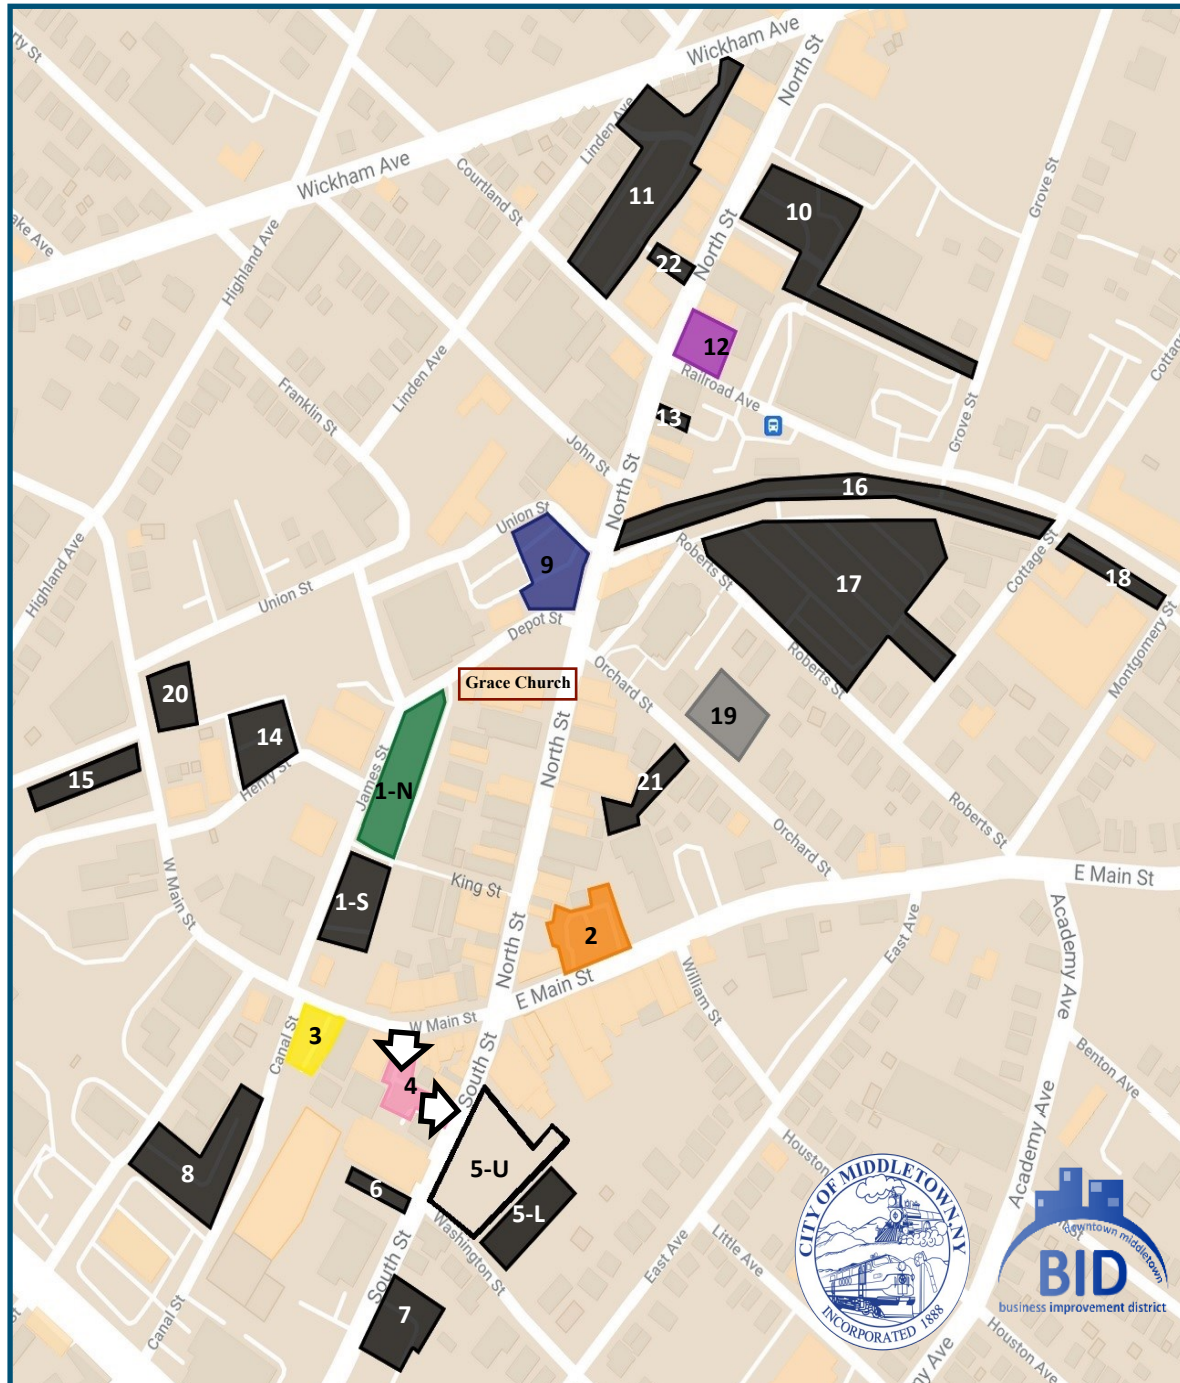 rty St
Wickham Ave
North St
Linden Ave
Wickham Ave
Courtland St
Grove St
ake Ave
11
10
Highland Ave
22
North St
12
Cottage
Railroad Ave
Linden Ave
Franklin St
13
Grove St
John St
North St
16
Union St
Roberts St
Cottage St
Highland Ave
9
17
18
Union St
Depot St
Montgomery St
Grace Church
Orchard St
Roberts St
20
19
14
North St
15
Henry St
James St
1-N
21
Roberts St
Orchard St
W Main St
King St
E Main St
1-S
Academy Ave
North St
2
East Ave
E Main St
William St
3
W Main St
Canal St
South St
4
Benton Ave
Academy Ave
Houston
8
5-U
CITY OF MIDDLETOWN, NY
6
5-L
Washington St
downtown middletown
BID
business improvement district
East Ave
Little Ave
South St
7
Canal St
St
INCORPORATED 1888
Houston Ave
my Ave